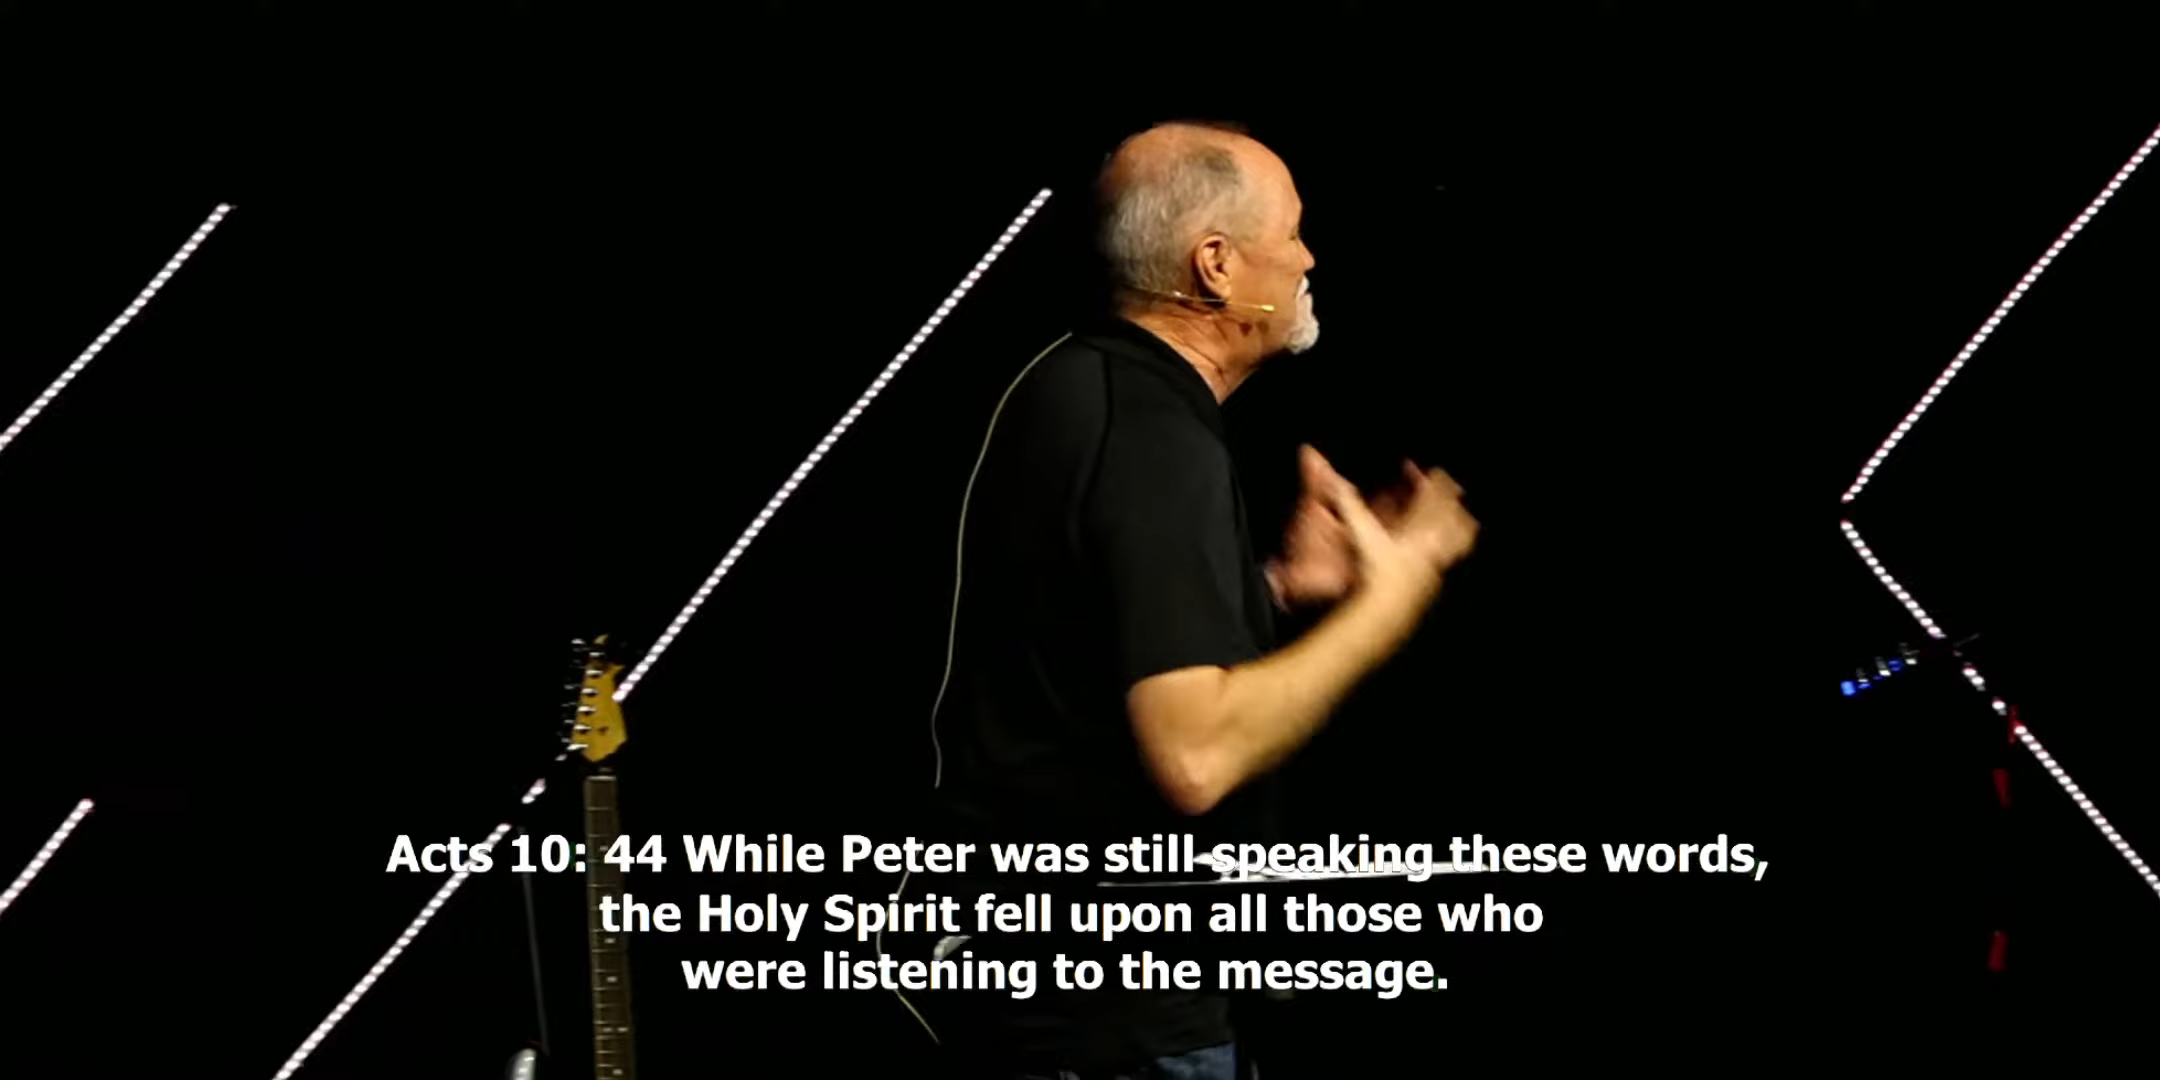 Acts 10: 44 While Peter was still speaking these words,
the Holy Spirit fell upon all those who
were listening to the message.